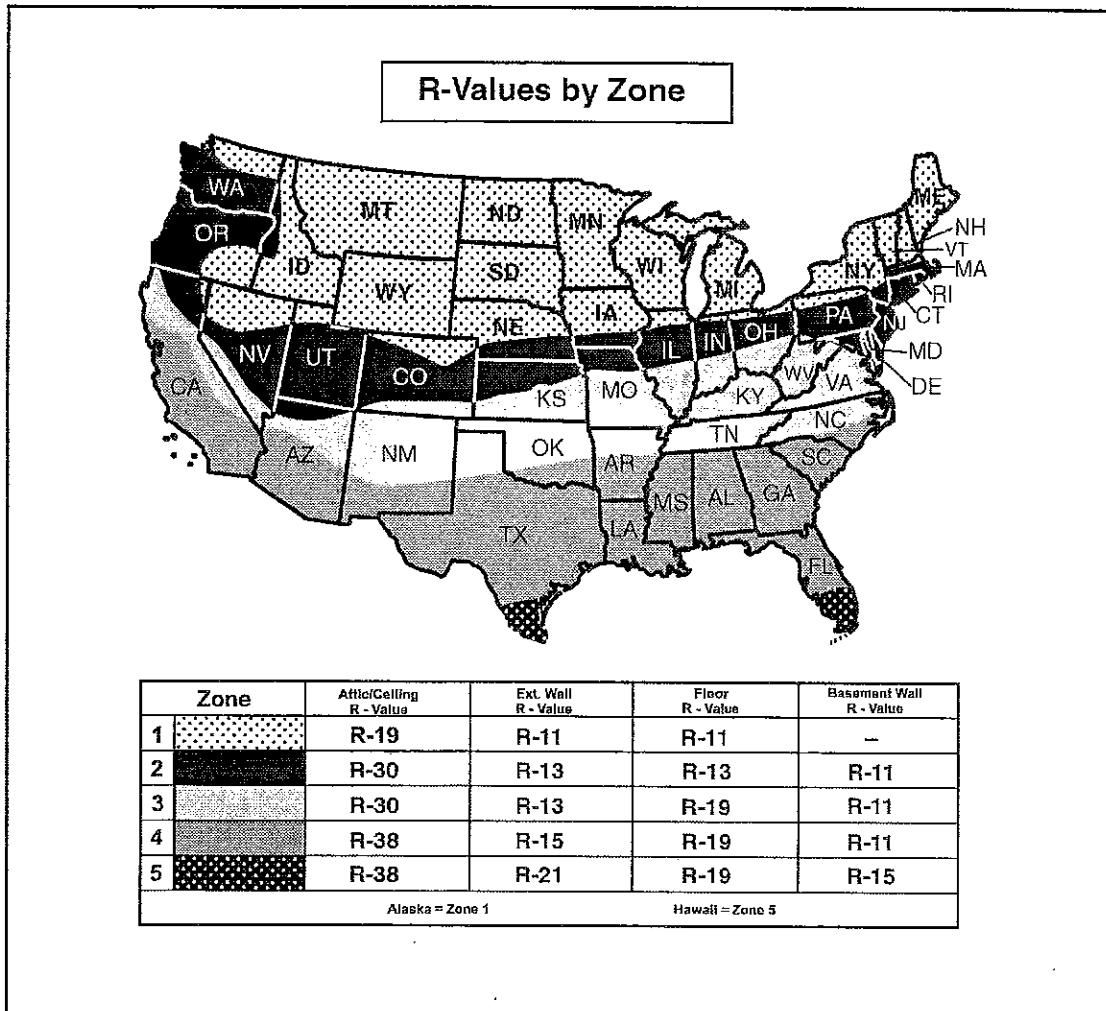 R-Values by Zone
WA
MT
ND
MN
ME
OR
NH
VT
ID
SD
WI
NY
MA
WY
MI
RI
IA
CT
NE
PA
NJ
NV
UT
CO
IL
IN
OH
MD
DE
CA
KS
MO
WV
VA
KY
NC
TN
AZ
NM
OK
AR
SC
MS
AL
GA
TX
LA
FL
Zone Attic/Ceiling R - Value Ext. Wall R - Value Floor R - Value Basement Wall R - Value
1 R-19 R-11 R-11 –
2 R-30 R-13 R-13 R-11
3 R-30 R-13 R-19 R-11
4 R-38 R-15 R-19 R-11
5 R-38 R-21 R-19 R-15
Alaska = Zone 1 Hawaii = Zone 5